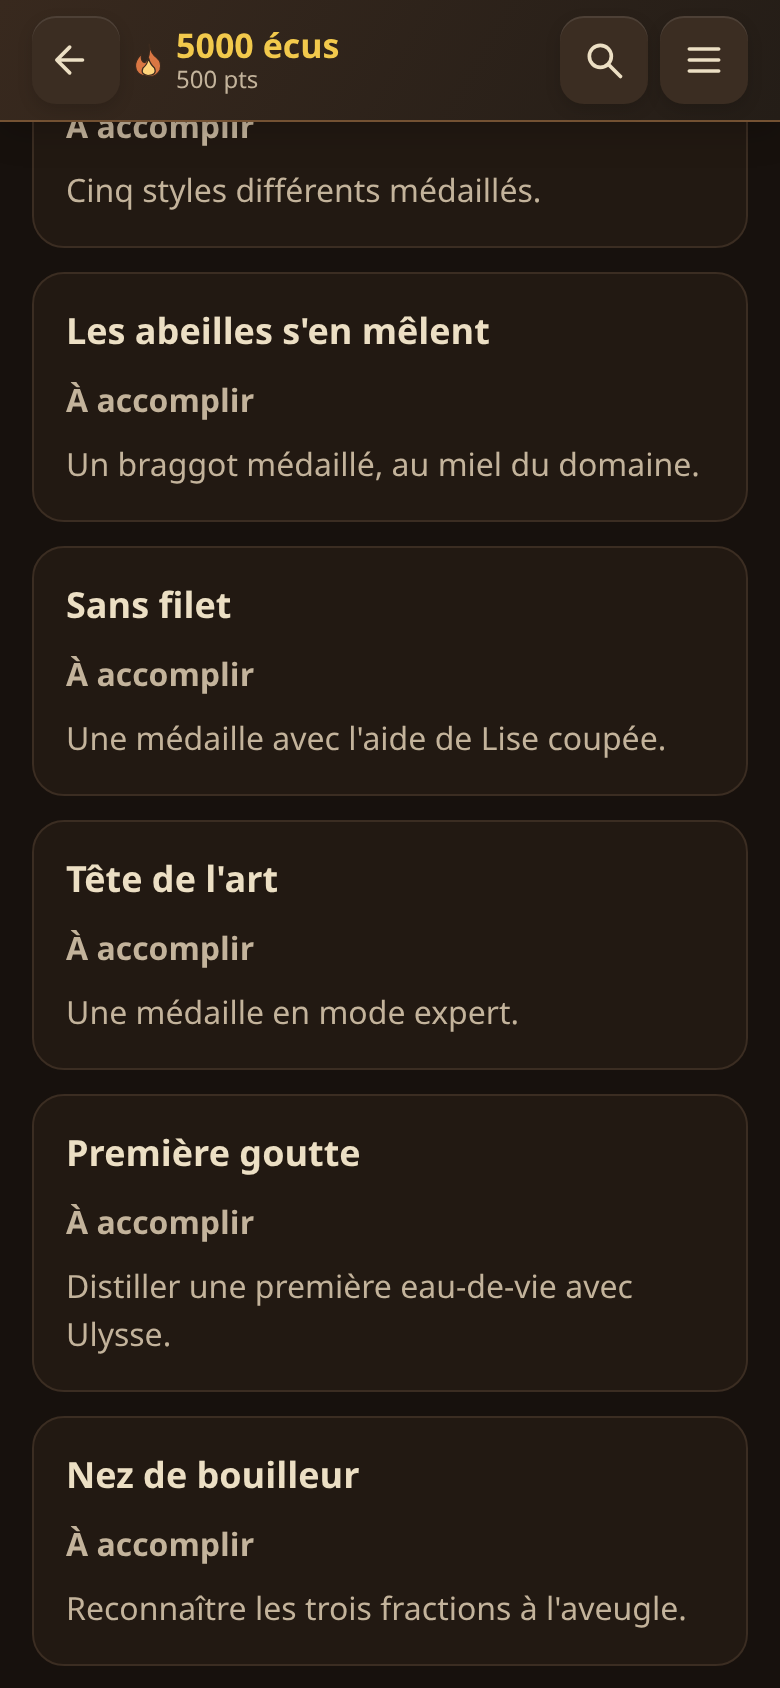 5000 écus
500 pts
À accomplir
Cinq styles différents médaillés.
Les abeilles s'en mêlent
À accomplir
Un braggot médaillé, au miel du domaine.
Sans filet
À accomplir
Une médaille avec l'aide de Lise coupée.
Tête de l'art
À accomplir
Une médaille en mode expert.
Première goutte
À accomplir
Distiller une première eau-de-vie avec
Ulysse.
Nez de bouilleur
À accomplir
Reconnaître les trois fractions à l'aveugle.